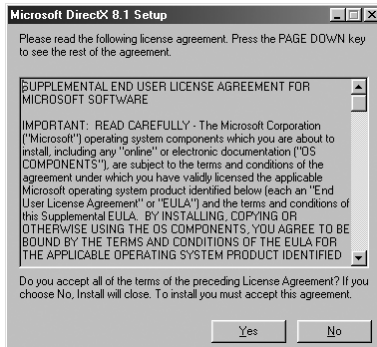 Microsoft DirectX 8.1 Setup
Please read the following license agreement. Press the PAGE DOWN key
to see the rest of the agreement.
SUPPLEMENTAL END USER LICENSE AGREEMENT FOR
MICROSOFT SOFTWARE
IMPORTANT: READ CAREFULLY - The Microsoft Corporation
("Microsoft") operating system components which you are about to
install, including any "online" or electronic documentation ("OS
COMPONENTS"), are subject to the terms and conditions of the
agreement under which you have validly licensed the applicable
Microsoft operating system product identified below (each an "End
User License Agreement" or "EULA") and the terms and conditions of
this Supplemental EULA. BY INSTALLING, COPYING OR
OTHERWISE USING THE OS COMPONENTS, YOU AGREE TO BE
BOUND BY THE TERMS AND CONDITIONS OF THE EULA FOR
THE APPLICABLE OPERATING SYSTEM PRODUCT IDENTIFIED
Do you accept all of the terms of the preceding License Agreement? If you
choose No, Install will close. To install you must accept this agreement.
Yes No